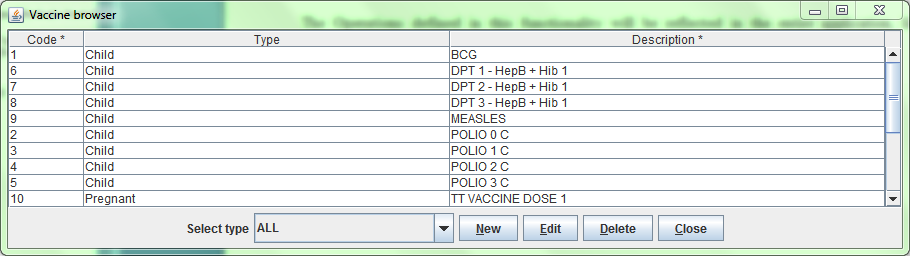 Vaccine browser
The Operations defined in this functionality will be reflected in the entire application.
Code * Type Description *
1 Child BCG
6 Child DPT 1 - HepB + Hib 1
7 Child DPT 2 - HepB + Hib 1
8 Child DPT 3 - HepB + Hib 1
9 Child MEASLES
2 Child POLIO 0 C
3 Child POLIO 1 C
4 Child POLIO 2 C
5 Child POLIO 3 C
10 Pregnant TT VACCINE DOSE 1
Select type ALL New Edit Delete Close